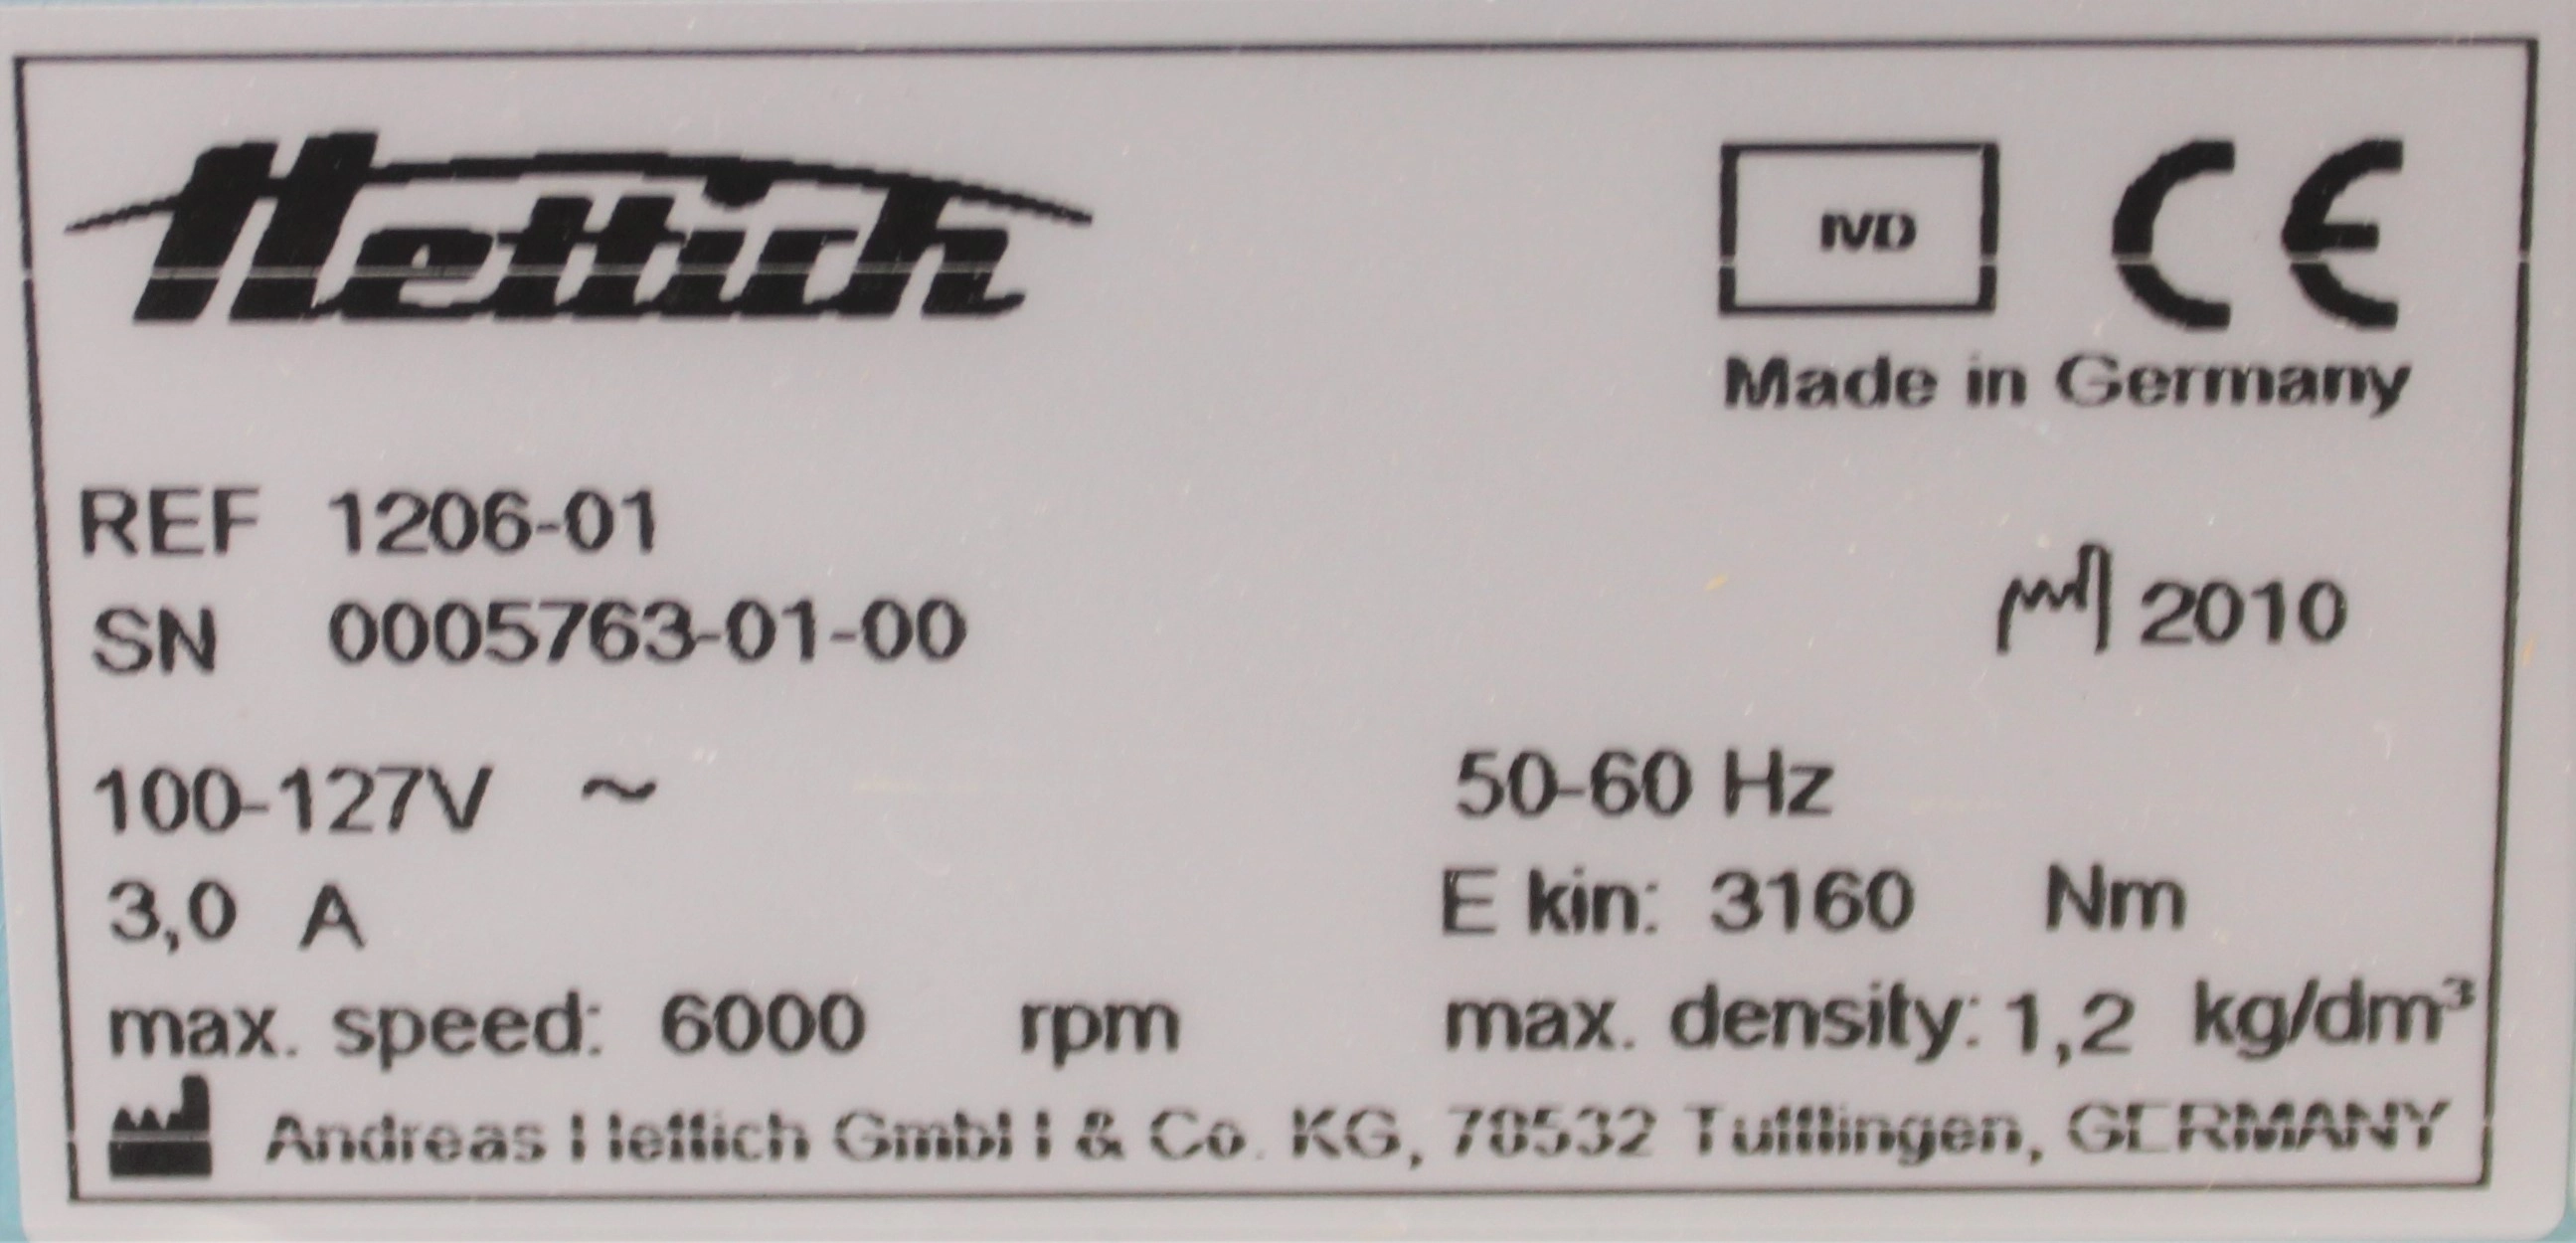 Hettich
IVD CE
Made in Germany
REF 1206-01
SN 0005763-01-00
2010
100-127V ~ 50-60 Hz
3,0 A E kin: 3160 Nm
max. speed: 6000 rpm max. density: 1,2 kg/dm³
Andreas Hettich GmbH & Co. KG, 78532 Tuttlingen, GERMANY